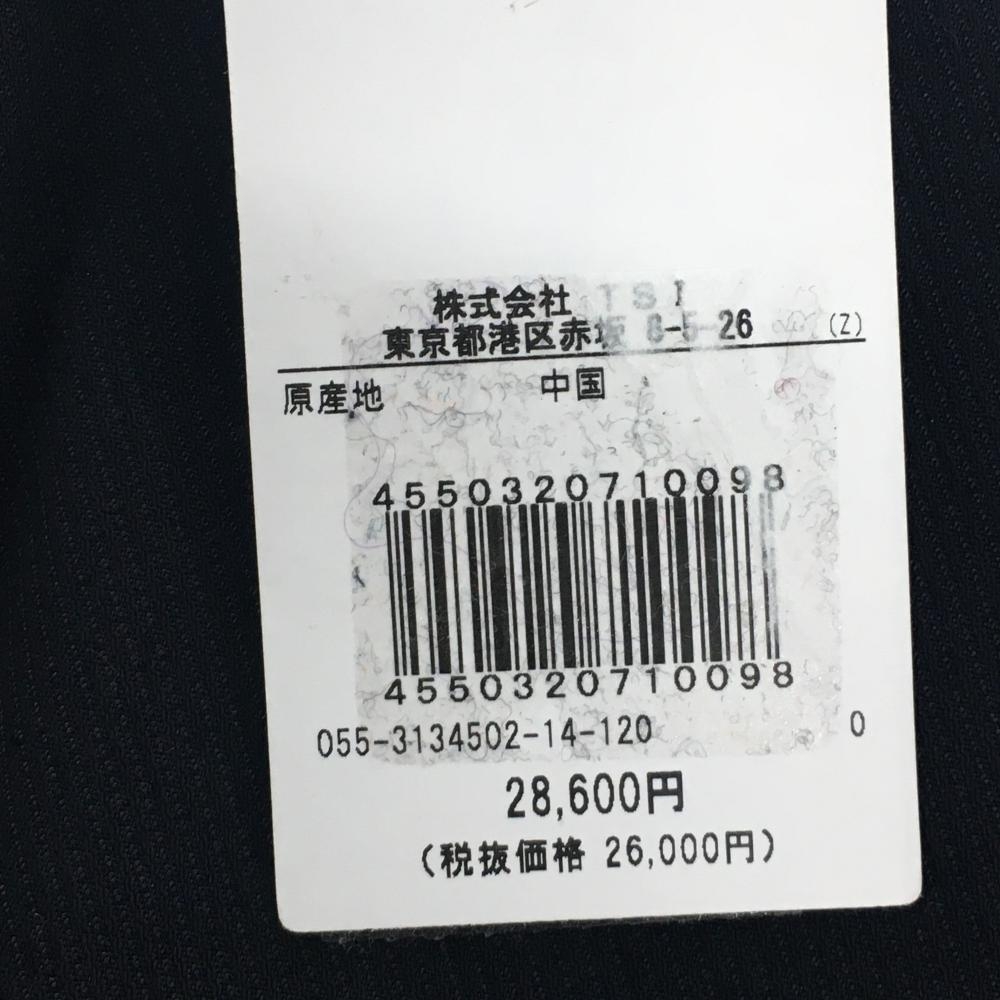 株式会社 TSI
東京都港区赤坂 8-5-26 (Z)
原産地 中国
4550320710098
4550320710098
055-3134502-14-120 0
28,600円
(税抜価格 26,000円)